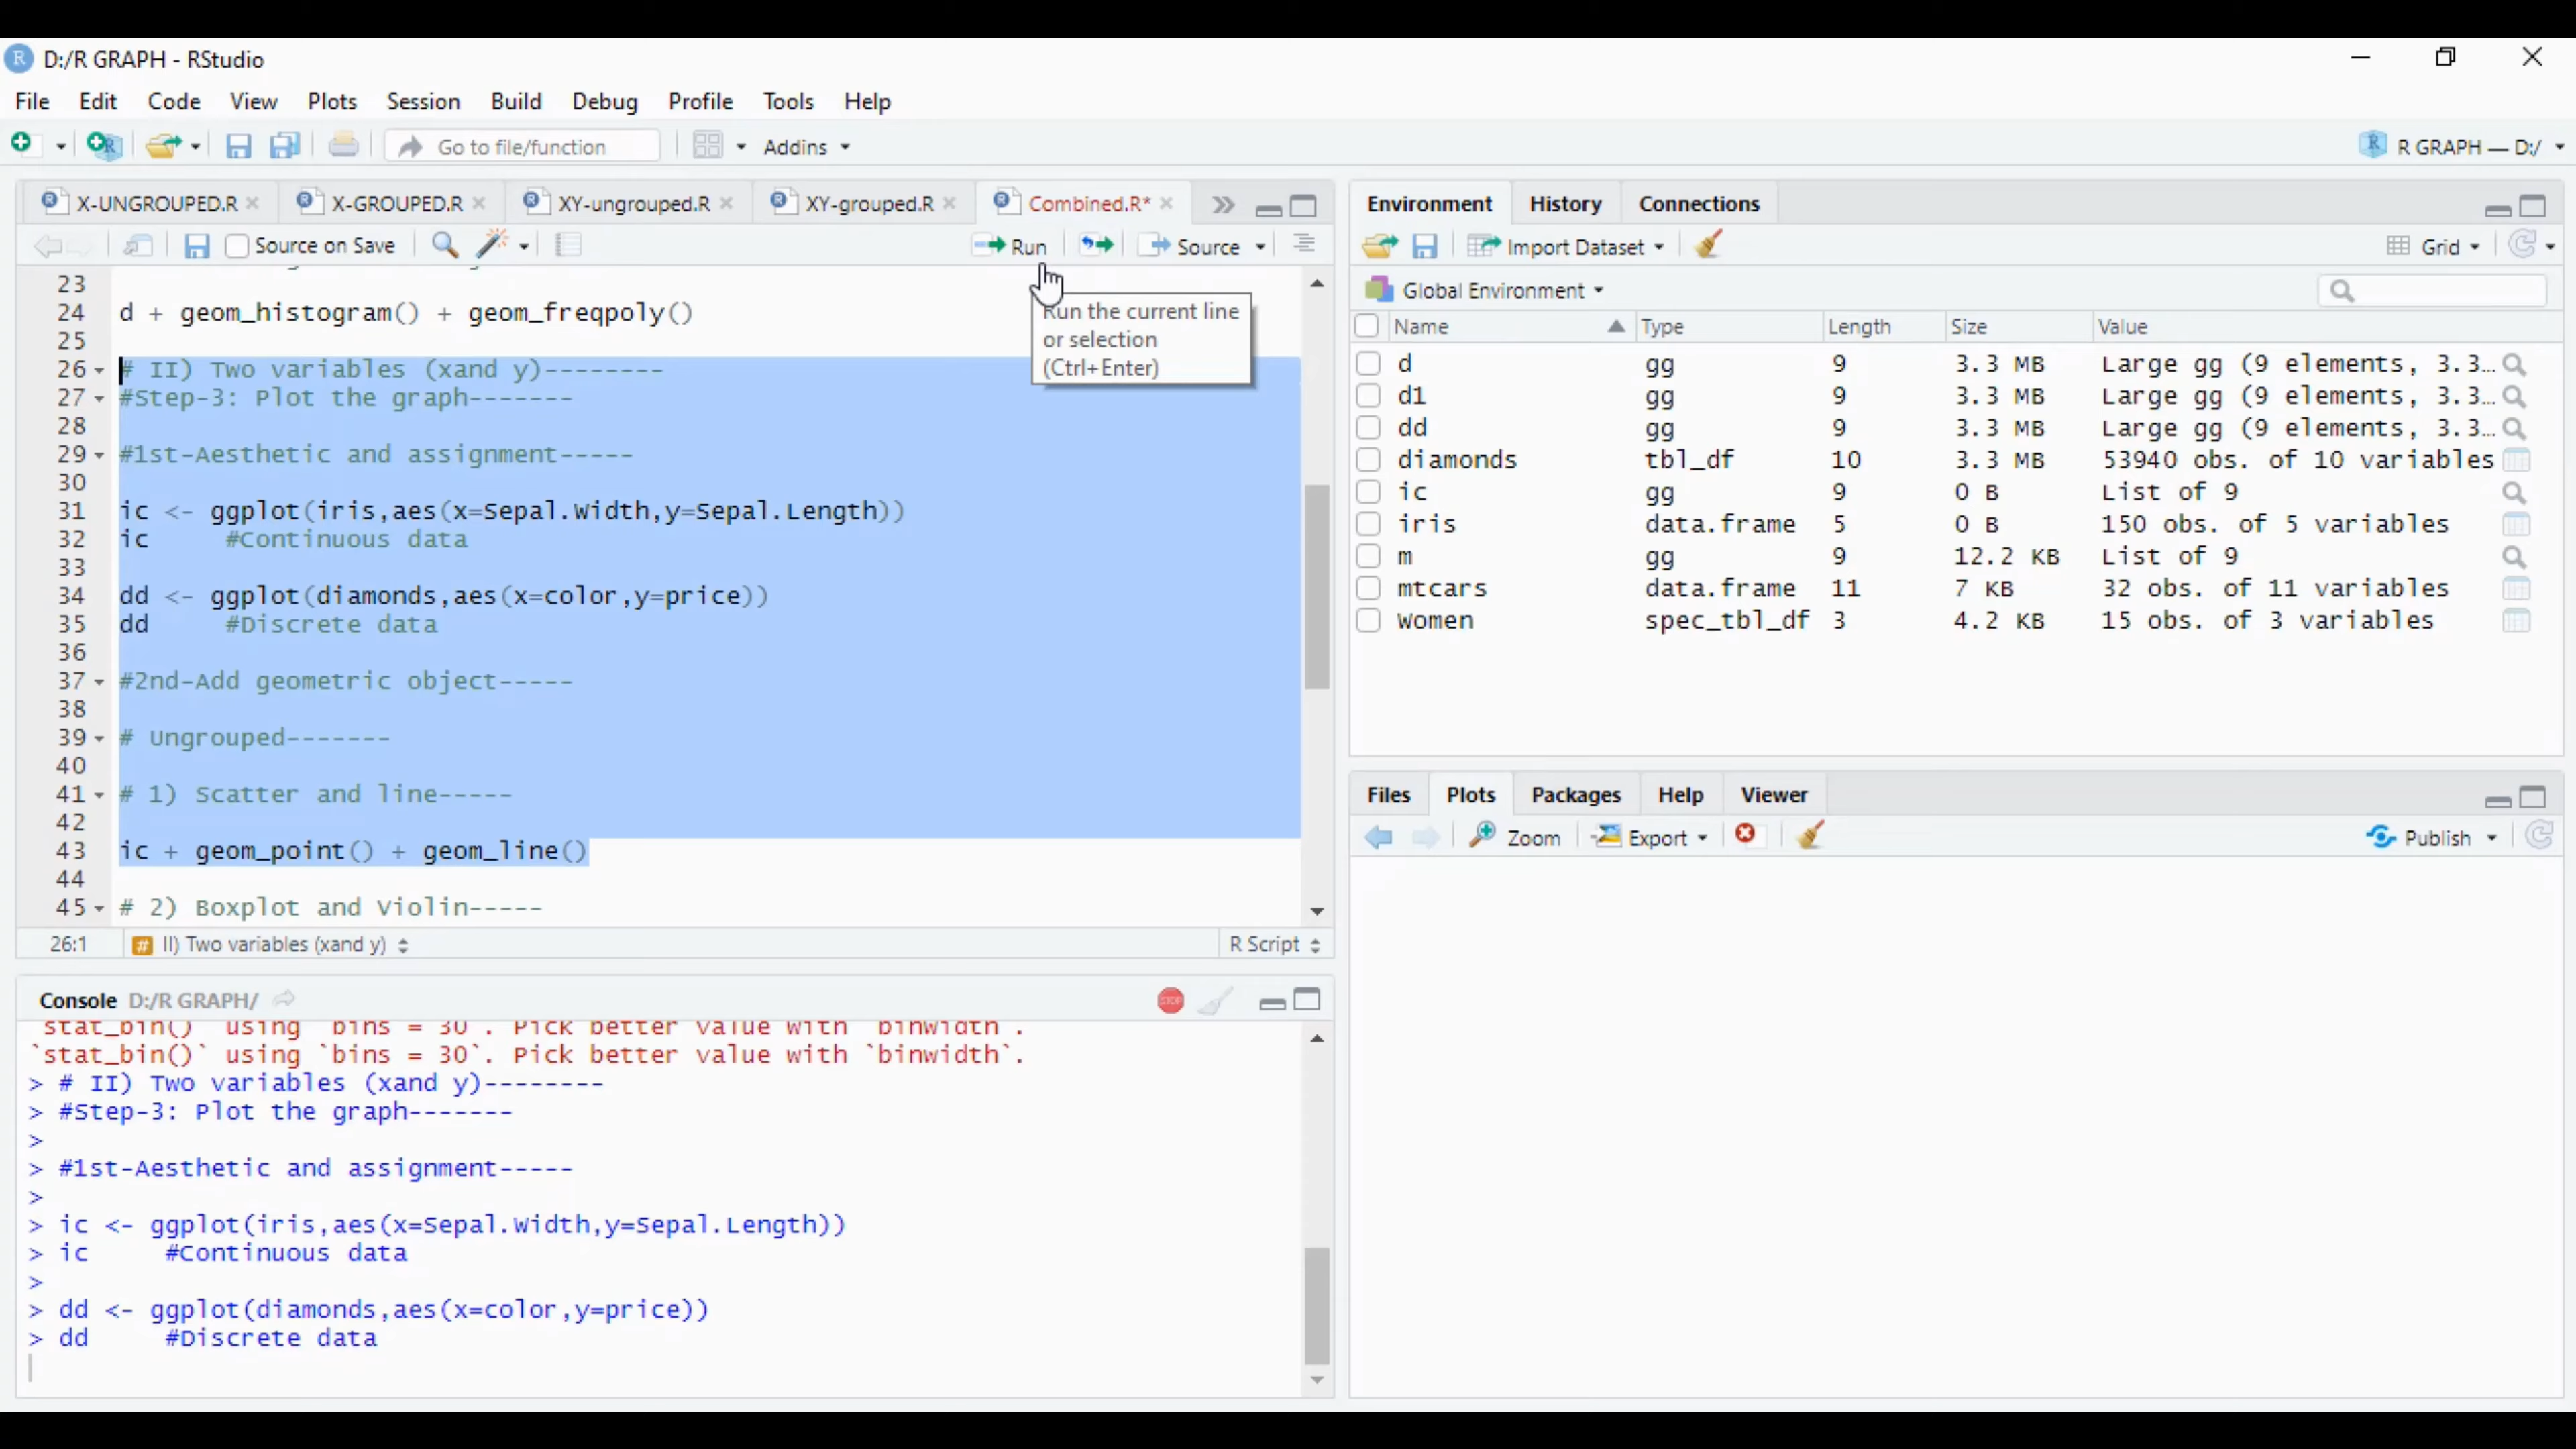 D:/R GRAPH - RStudio
File Edit Code View Plots Session Build Debug Profile Tools Help
Go to file/function Addins R GRAPH — D:/
X-UNGROUPED.R X-GROUPED.R XY-ungrouped.R XY-grouped.R Combined.R*
Source on Save Run Source
Run the current line
or selection
(Ctrl+Enter)
23
24 d + geom_histogram() + geom_freqpoly()
25
26 # II) Two variables (xand y)--------
27 #Step-3: Plot the graph-------
28
29 #1st-Aesthetic and assignment-----
30
31 ic <- ggplot(iris,aes(x=Sepal.Width,y=Sepal.Length))
32 ic #Continuous data
33
34 dd <- ggplot(diamonds,aes(x=color,y=price))
35 dd #Discrete data
36
37 #2nd-Add geometric object-----
38
39 # Ungrouped-------
40
41 # 1) Scatter and line-----
42
43 ic + geom_point() + geom_line()
44
45 # 2) Boxplot and Violin-----
26:1 # II) Two variables (xand y) R Script
Console D:/R GRAPH/ STOP
`stat_bin()` using `bins = 30`. Pick better value with `binwidth`.
`stat_bin()` using `bins = 30`. Pick better value with `binwidth`.
> # II) Two variables (xand y)--------
> #Step-3: Plot the graph-------
>
> #1st-Aesthetic and assignment-----
>
> ic <- ggplot(iris,aes(x=Sepal.Width,y=Sepal.Length))
> ic #Continuous data
>
> dd <- ggplot(diamonds,aes(x=color,y=price))
> dd #Discrete data
Environment History Connections
Import Dataset Grid
Global Environment
Name Type Length Size Value
d gg 9 3.3 MB Large gg (9 elements, 3.3…
d1 gg 9 3.3 MB Large gg (9 elements, 3.3…
dd gg 9 3.3 MB Large gg (9 elements, 3.3…
diamonds tbl_df 10 3.3 MB 53940 obs. of 10 variables
ic gg 9 0 B List of 9
iris data.frame 5 0 B 150 obs. of 5 variables
m gg 9 12.2 KB List of 9
mtcars data.frame 11 7 KB 32 obs. of 11 variables
Women spec_tbl_df 3 4.2 KB 15 obs. of 3 variables
Files Plots Packages Help Viewer
Zoom Export Publish